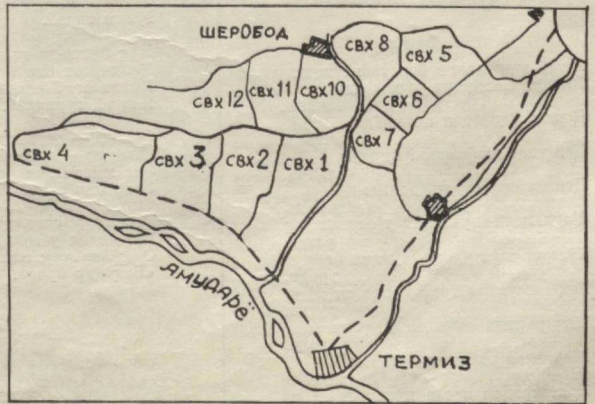 ШЕРОБОД
СВХ 8
СВХ 5
СВХ 12
СВХ 11
СВХ 10
СВХ 6
СВХ 7
СВХ 4
СВХ 3
СВХ 2
СВХ 1
АМУДАРЁ
ТЕРМИЗ